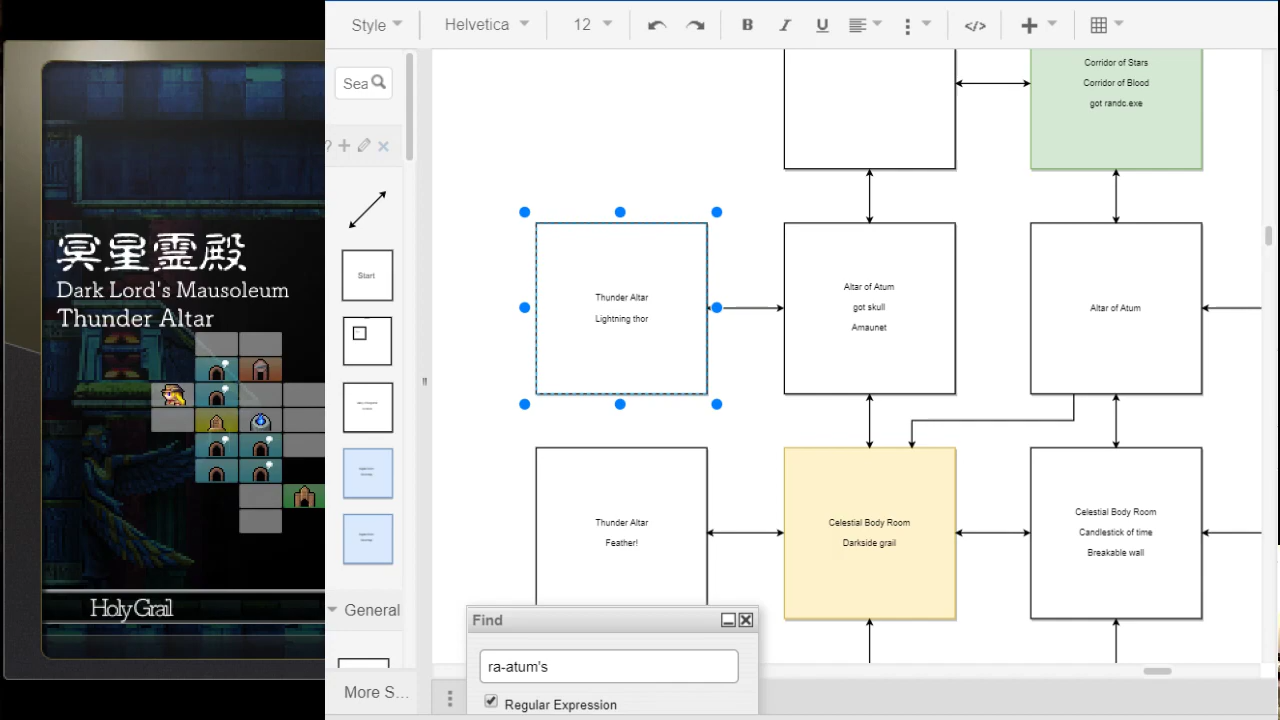 冥星霊殿
Dark Lord's Mausoleum
Thunder Altar
Holy Grail
Style
Helvetica
12
B
I
U
</>
Sea
?
Start
General
More S...
Corridor of Stars
Corridor of Blood
got randc.exe
Thunder Altar
Lightning thor
Altar of Atum
got skull
Amaunet
Altar of Atum
Thunder Altar
Feather!
Celestial Body Room
Darkside grail
Celestial Body Room
Candlestick of time
Breakable wall
Find
ra-atum's
Regular Expression